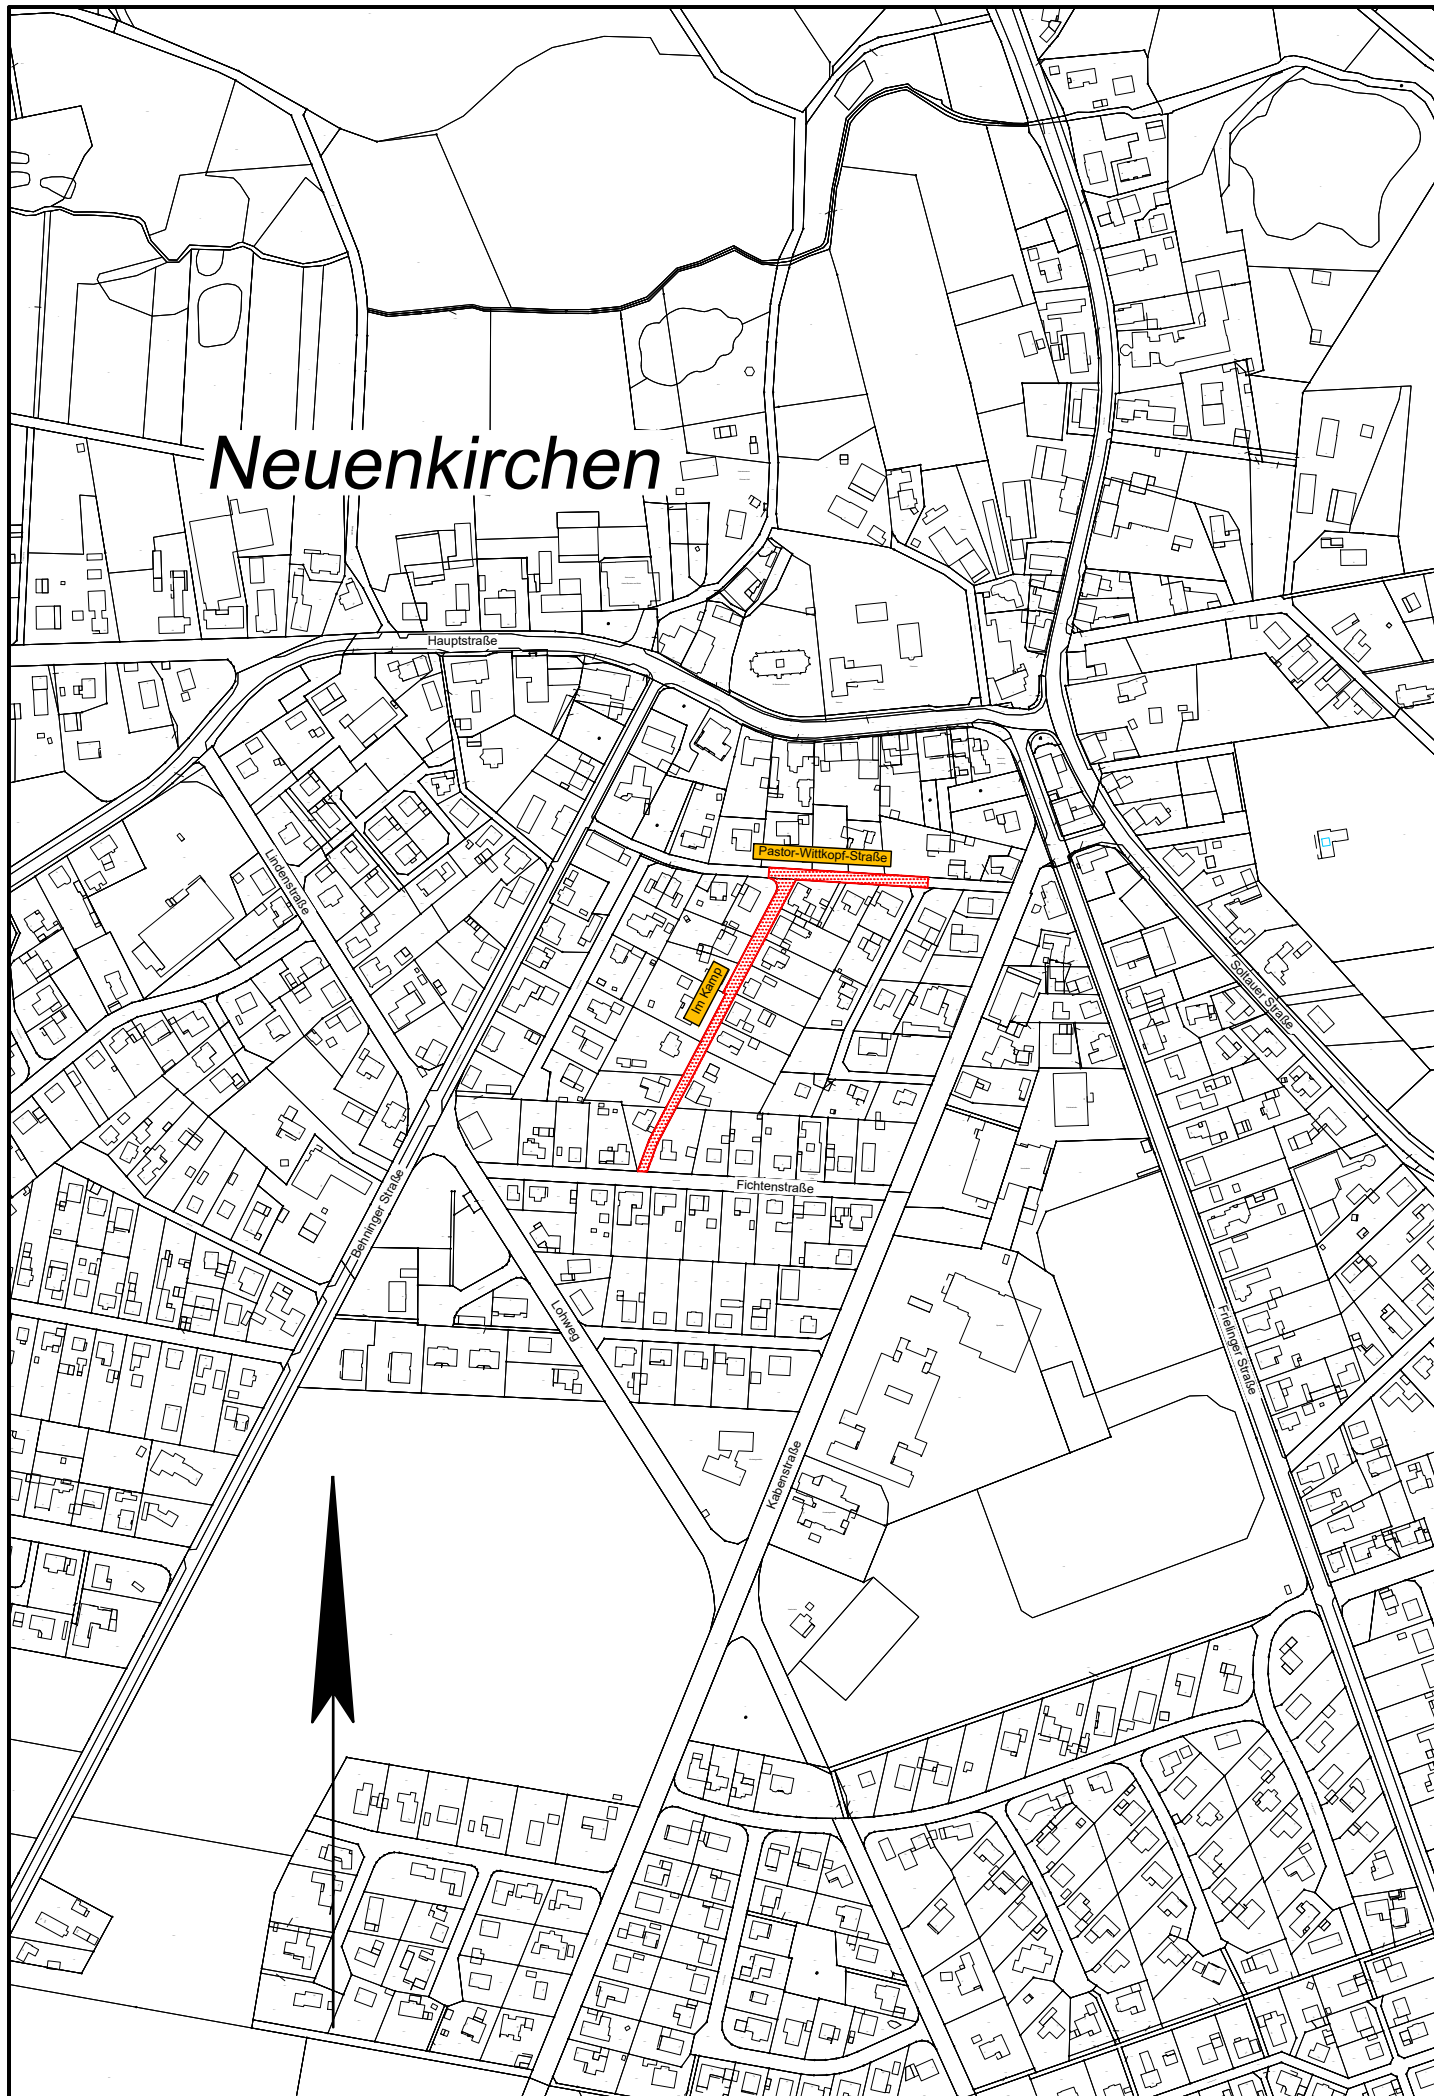 Neuenkirchen
Hauptstraße
Pastor-Wittkopf-Straße
Lindenstraße
Im Kamp
Soltauer Straße
Behninger Straße
Fichtenstraße
Lohweg
Frielinger Straße
Kabenstraße